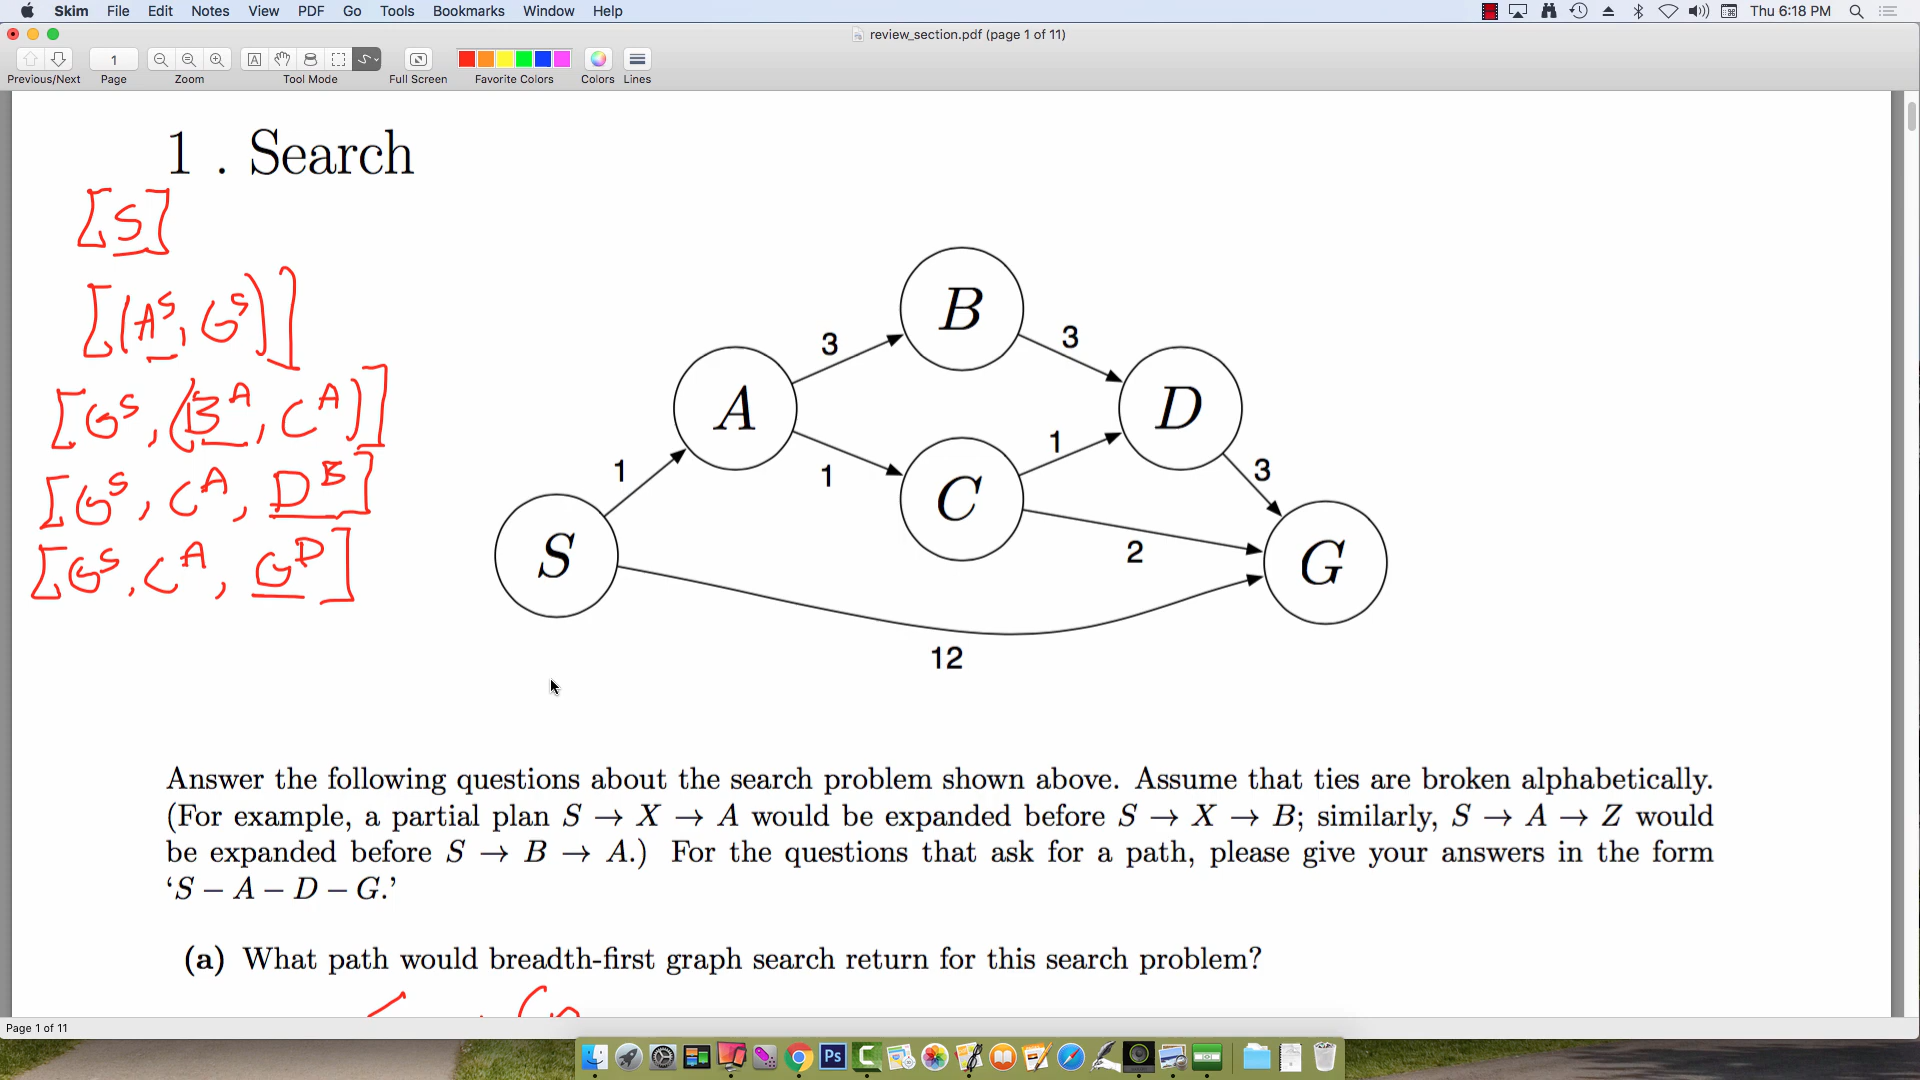 Skim File Edit View PDF Go Tools Bookmarks Window Help Thu 6:18 PM
review_section.pdf (page 1 of 11)
1
A
Previous/Next Page Zoom Tool Mode Full Screen Favorite Colors Colors Lines
1 . Search
[S]
[(A^S, G^S)]
[G^S, (B^A, C^A)]
[G^S, C^A, D^B]
[G^S, C^A, G^D]
B
3 3
A D
1 1 1 3
C
S 2 G
12
Answer the following questions about the search problem shown above. Assume that ties are broken alphabetically.
(For example, a partial plan S → X → A would be expanded before S → X → B; similarly, S → A → Z would
be expanded before S → B → A.) For the questions that ask for a path, please give your answers in the form
‘S − A − D − G.’
(a) What path would breadth-first graph search return for this search problem?
Page 1 of 11
Ps